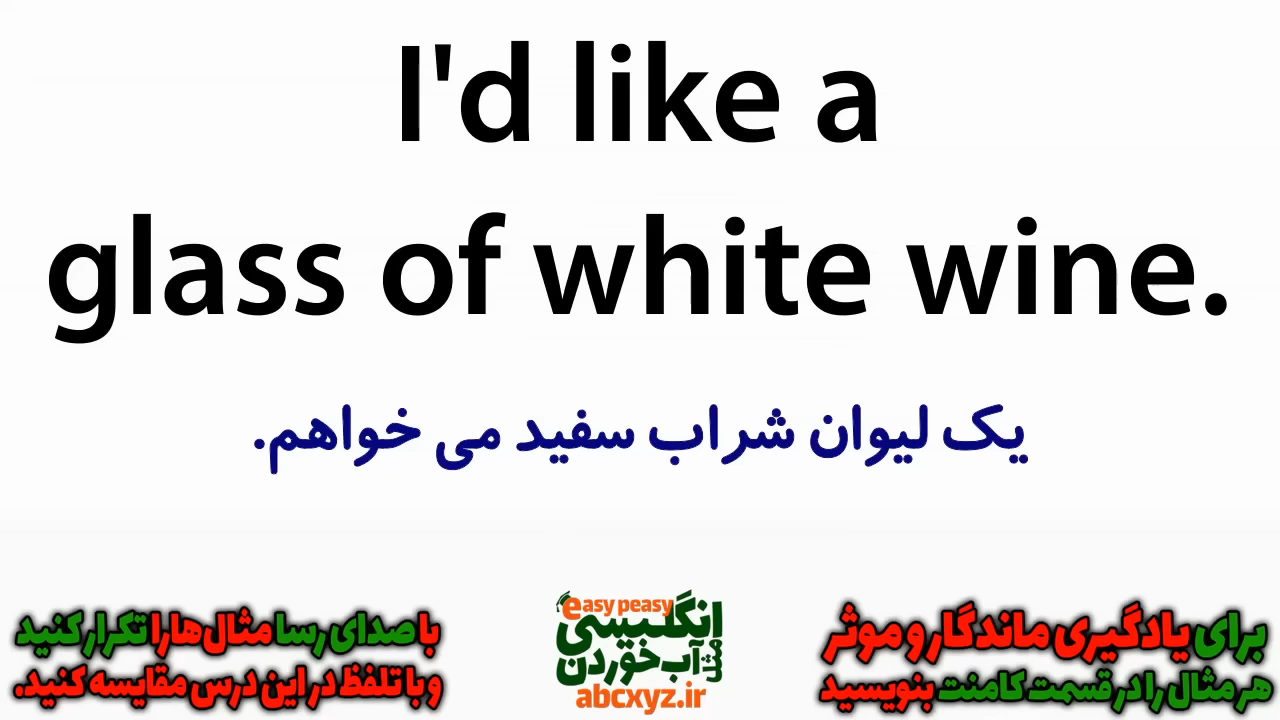 I'd like a
glass of white wine.
یک لیوان شراب سفید می خواهم.
برای یادگیری ماندگار و موثر
هر مثال را در قسمت کامنت بنویسید
easy peasy
انگلیسی
مثل
آب خوردن
abcxyz.ir
با صدای رسا مثال‌ها را تکرار کنید
و با تلفظ در این درس مقایسه کنید.